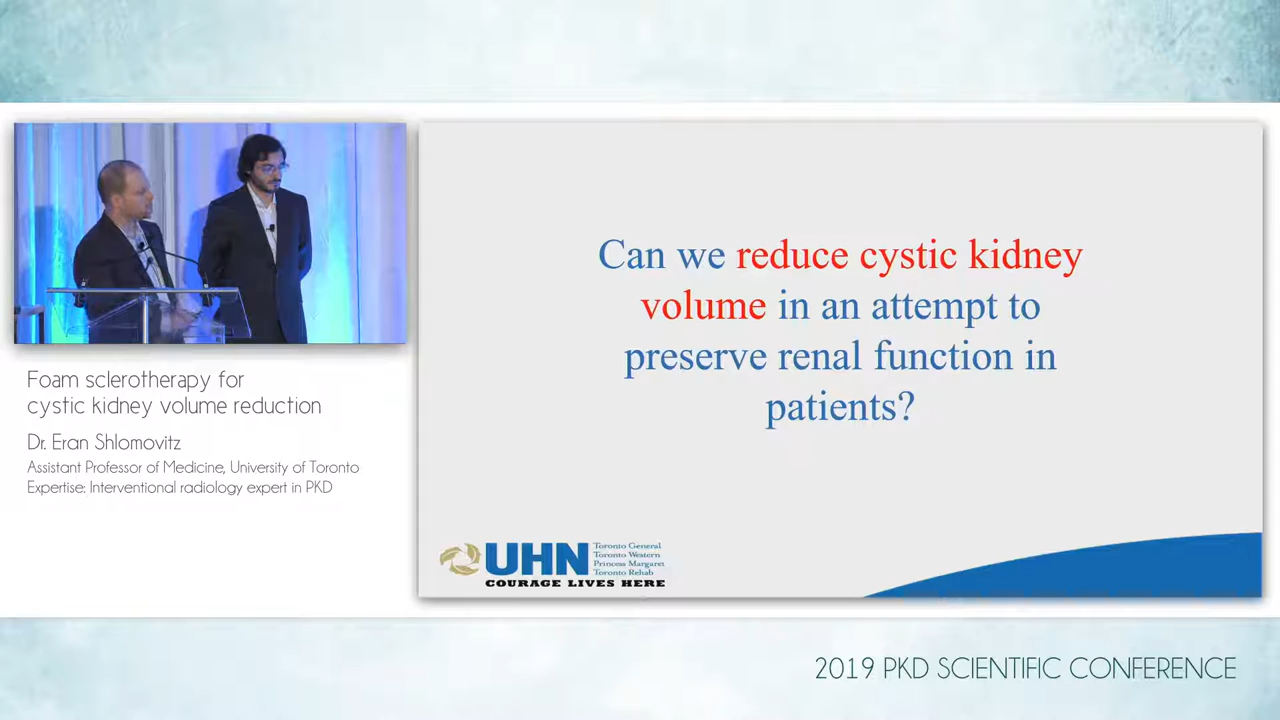 Can we reduce cystic kidney
volume in an attempt to
preserve renal function in
patients?
UHN
Toronto General
Toronto Western
Princess Margaret
Toronto Rehab
COURAGE LIVES HERE
Foam sclerotherapy for
cystic kidney volume reduction
Dr. Eran Shlomovitz
Assistant Professor of Medicine, University of Toronto
Expertise: Interventional radiology expert in PKD
2019 PKD SCIENTIFIC CONFERENCE